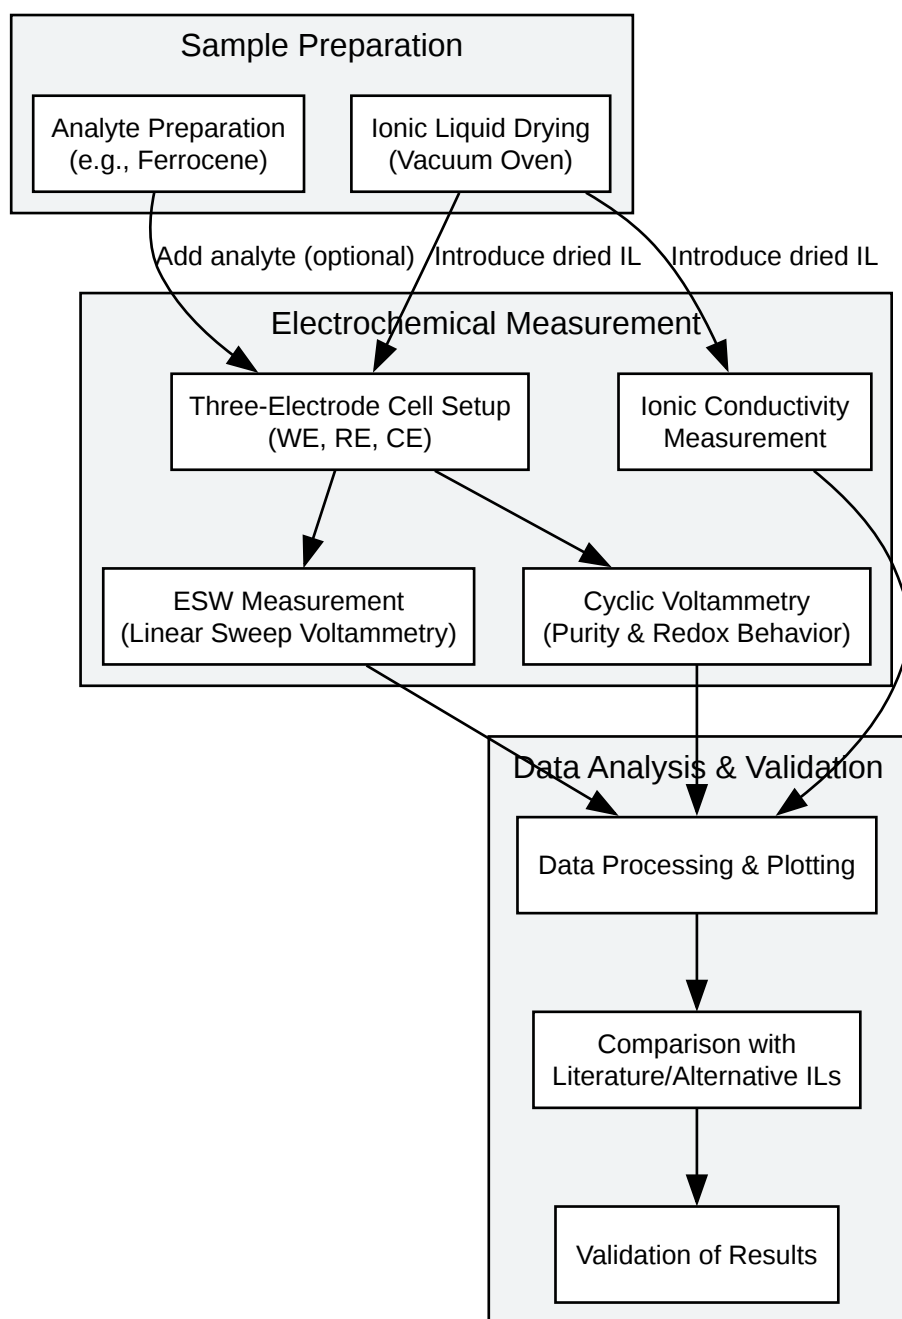 Sample Preparation
Analyte Preparation
(e.g., Ferrocene)
Ionic Liquid Drying
(Vacuum Oven)
Add analyte (optional)
Introduce dried IL
Introduce dried IL
Electrochemical Measurement
Three-Electrode Cell Setup
(WE, RE, CE)
Ionic Conductivity
Measurement
ESW Measurement
(Linear Sweep Voltammetry)
Cyclic Voltammetry
(Purity & Redox Behavior)
Data Analysis & Validation
Data Processing & Plotting
Comparison with
Literature/Alternative ILs
Validation of Results